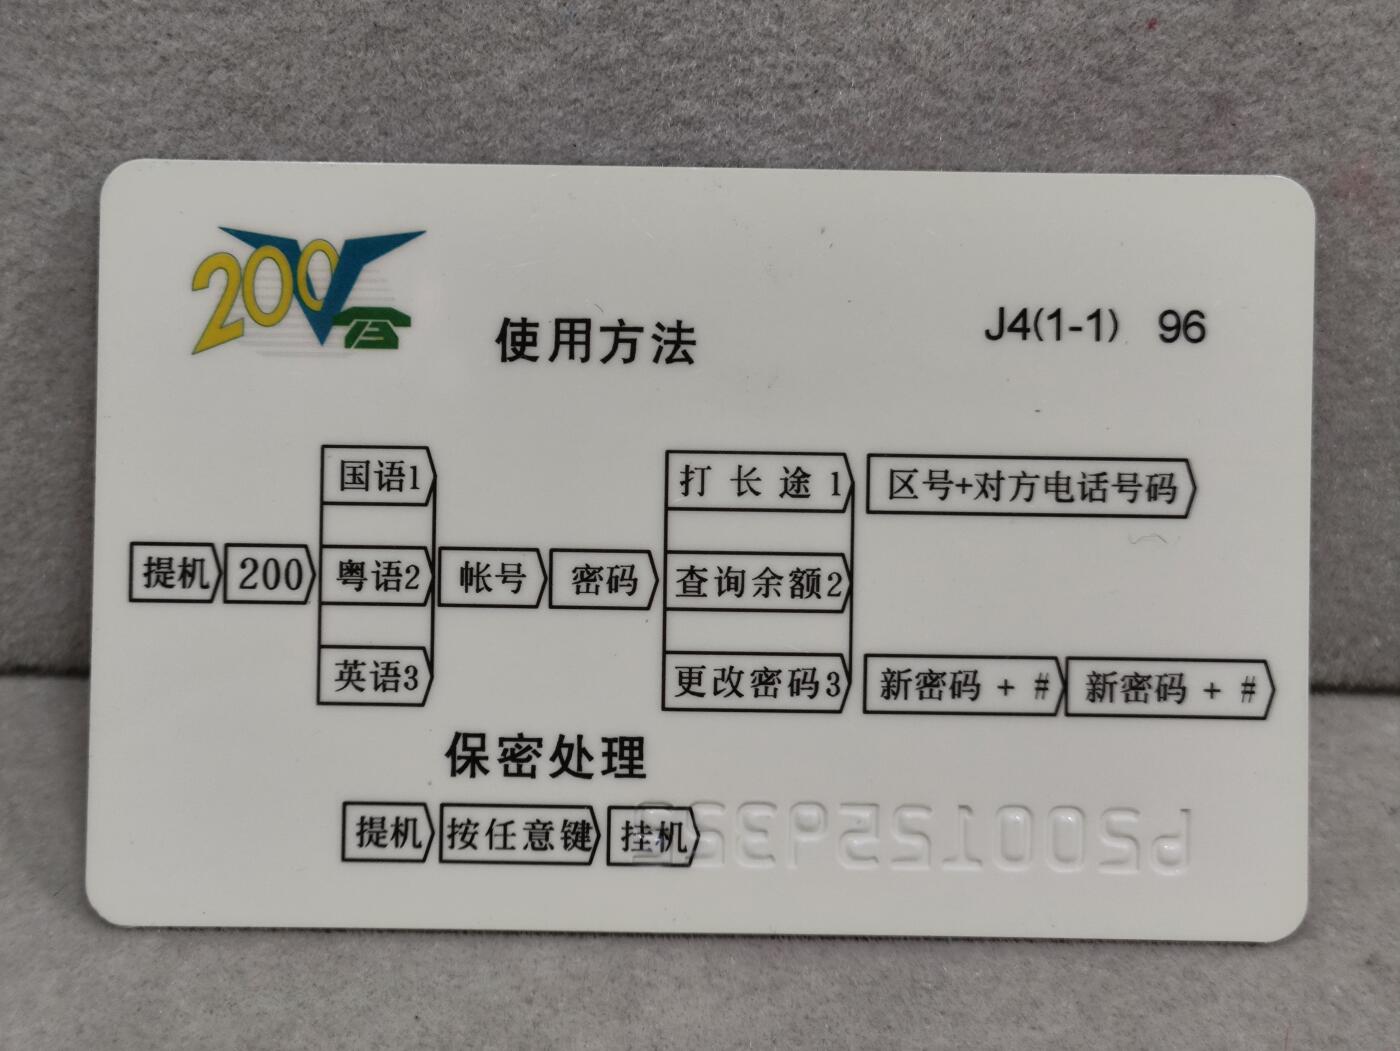 200
使用方法
J4(1-1) 96
国语1
打长途1
区号+对方电话号码
提机
200
粤语2
帐号
密码
查询余额2
英语3
更改密码3
新密码 + #
新密码 + #
保密处理
提机
按任意键
挂机